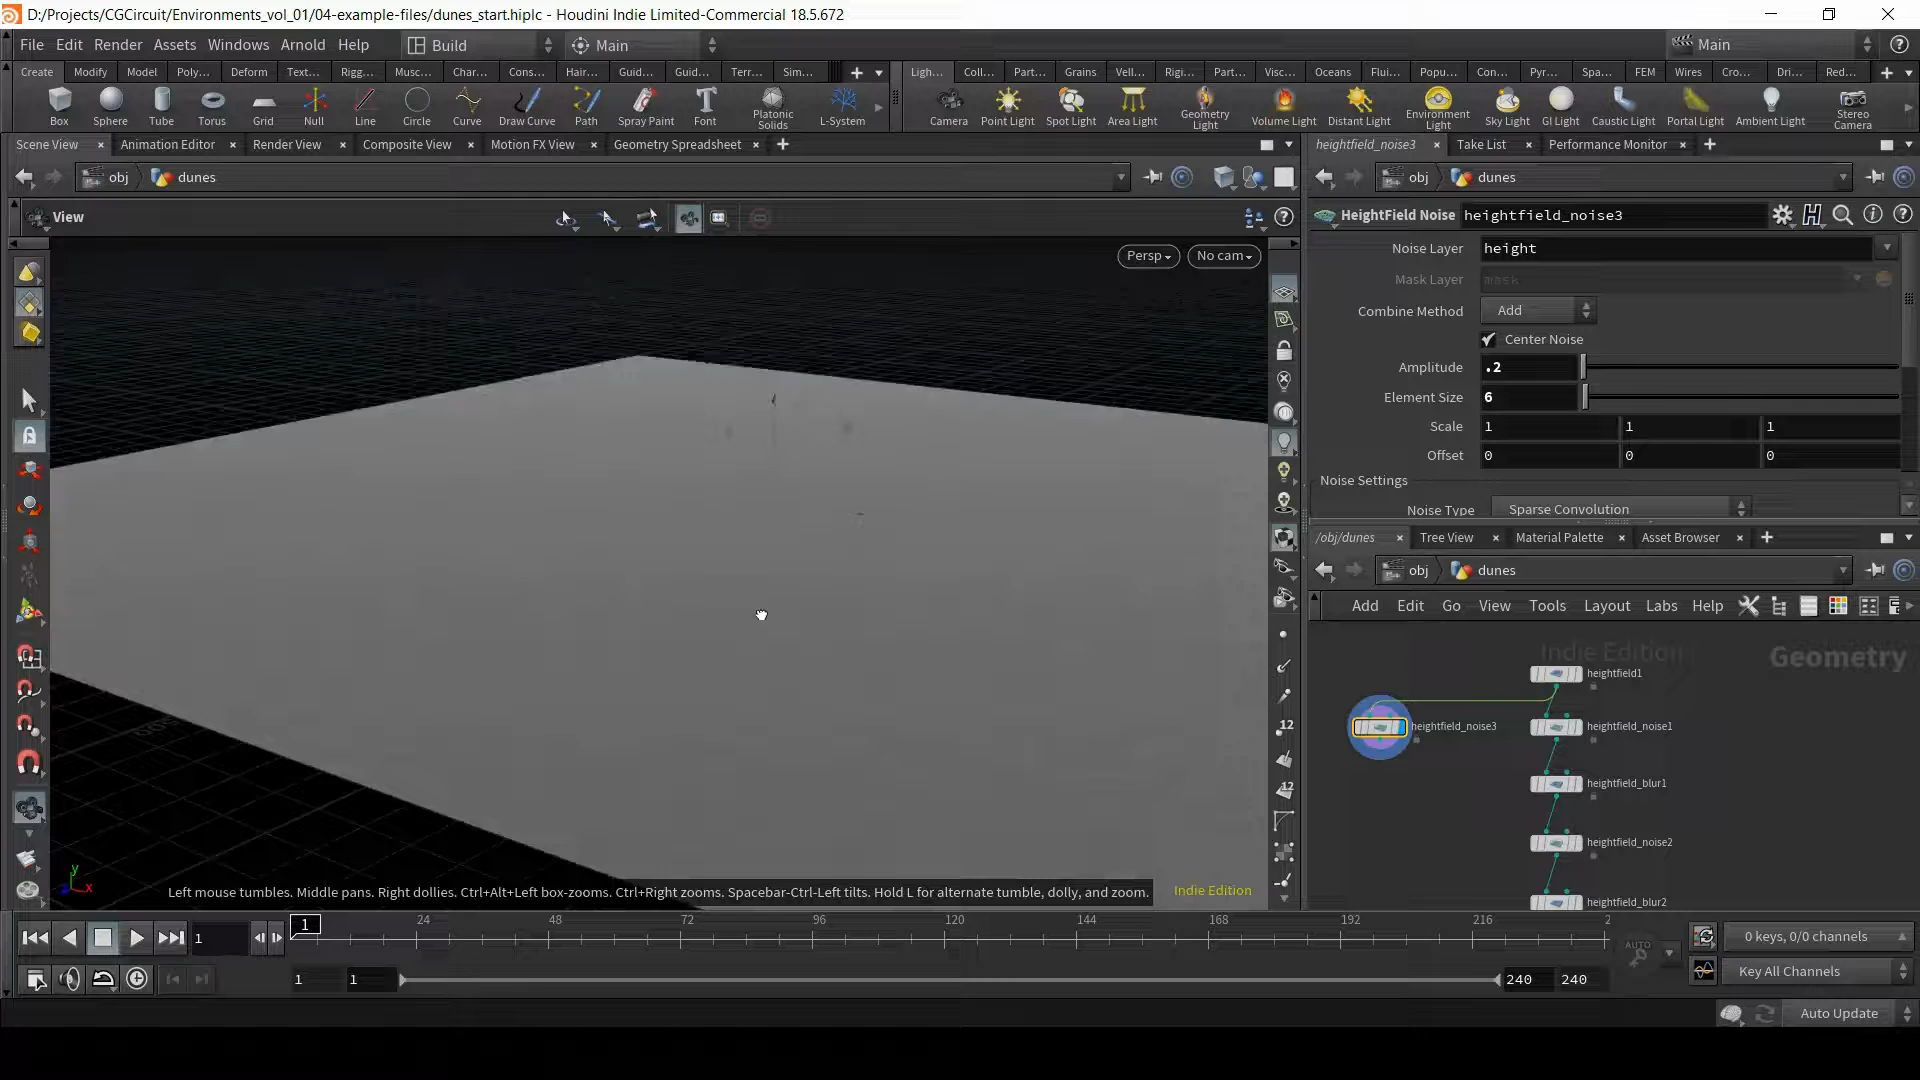 D:/Projects/CGCircuit/Environments_vol_01/04-example-files/dunes_start.hiplc - Houdini Indie Limited-Commercial 18.5.672
File Edit Render Assets Windows Arnold Help Build Main Main
Create Modify Model Poly... Deform Text... Rigg... Musc... Char... Cons... Hair... Guid... Guid... Terr... Sim... Ligh... Coll... Part... Grains Vell... Rigi... Part... Visc... Oceans Flui... Popu... Con... Pyr... Spa... FEM Wires Cro... Dri... Red...
Box Sphere Tube Torus Grid Null Line Circle Curve Draw Curve Path Spray Paint Font Platonic Solids L-System Camera Point Light Spot Light Area Light Geometry Light Volume Light Distant Light Environment Light Sky Light GI Light Caustic Light Portal Light Ambient Light Stereo Camera
Scene View Animation Editor Render View Composite View Motion FX View Geometry Spreadsheet
obj dunes
View
Persp No cam
heightfield_noise3 Take List Performance Monitor
obj dunes
HeightField Noise heightfield_noise3
Noise Layer height
Mask Layer mask
Combine Method Add
Center Noise
Amplitude .2
Element Size 6
Scale 1 1 1
Offset 0 0 0
Noise Settings
Noise Type Sparse Convolution
/obj/dunes Tree View Material Palette Asset Browser
obj dunes
Add Edit Go View Tools Layout Labs Help
Indie Edition Geometry
heightfield1
heightfield_noise3 heightfield_noise1
heightfield_blur1
heightfield_noise2
heightfield_blur2
12
12
y
x
z
Left mouse tumbles. Middle pans. Right dollies. Ctrl+Alt+Left box-zooms. Ctrl+Right zooms. Spacebar-Ctrl-Left tilts. Hold L for alternate tumble, dolly, and zoom.
Indie Edition
1 1 24 48 72 96 120 144 168 192 216 2
AUTO
0 keys, 0/0 channels
1 1 240 240
Key All Channels
Auto Update